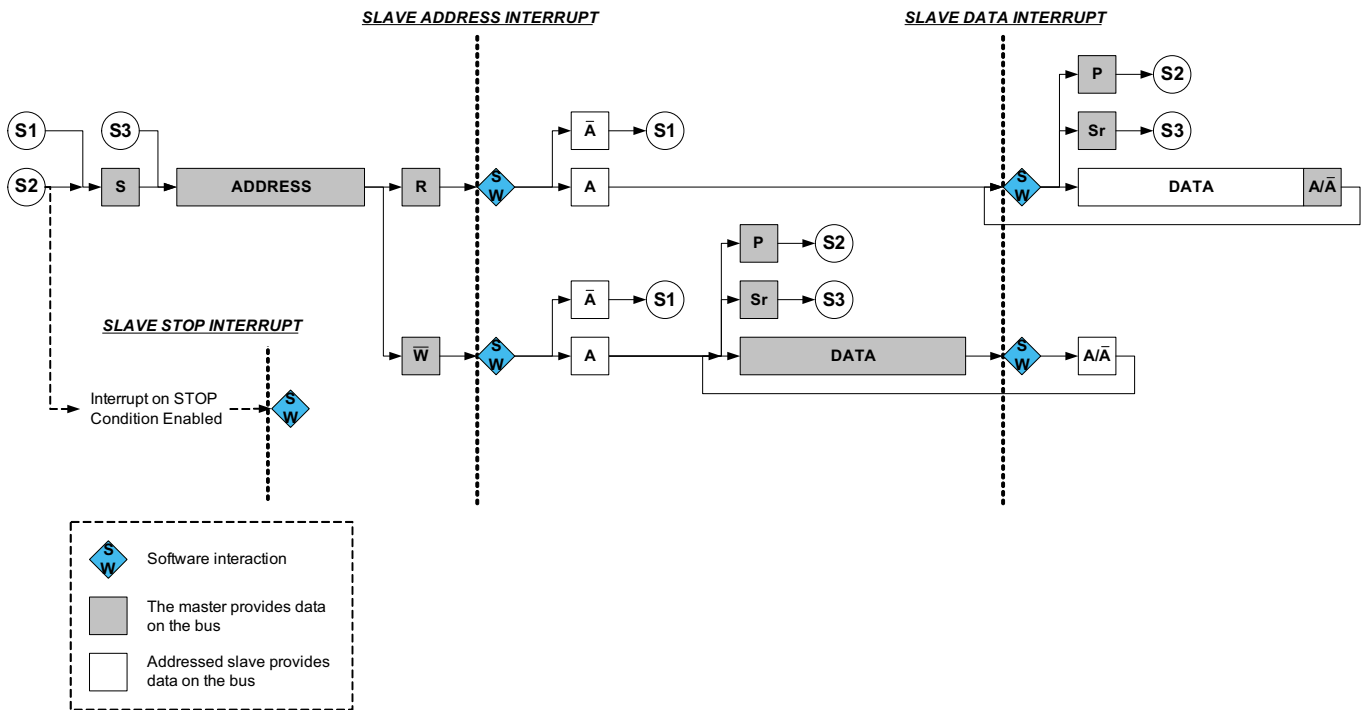 SLAVE ADDRESS INTERRUPT
SLAVE DATA INTERRUPT
P
S2
S1
S3
A̅
S1
Sr
S3
S2
S
ADDRESS
R
S
W
A
S
W
DATA
A/A̅
P
S2
A̅
S1
Sr
S3
SLAVE STOP INTERRUPT
W̅
S
W
A
DATA
S
W
A/A̅
Interrupt on STOP
Condition Enabled
S
W
S
W
Software interaction
The master provides data
on the bus
Addressed slave provides
data on the bus